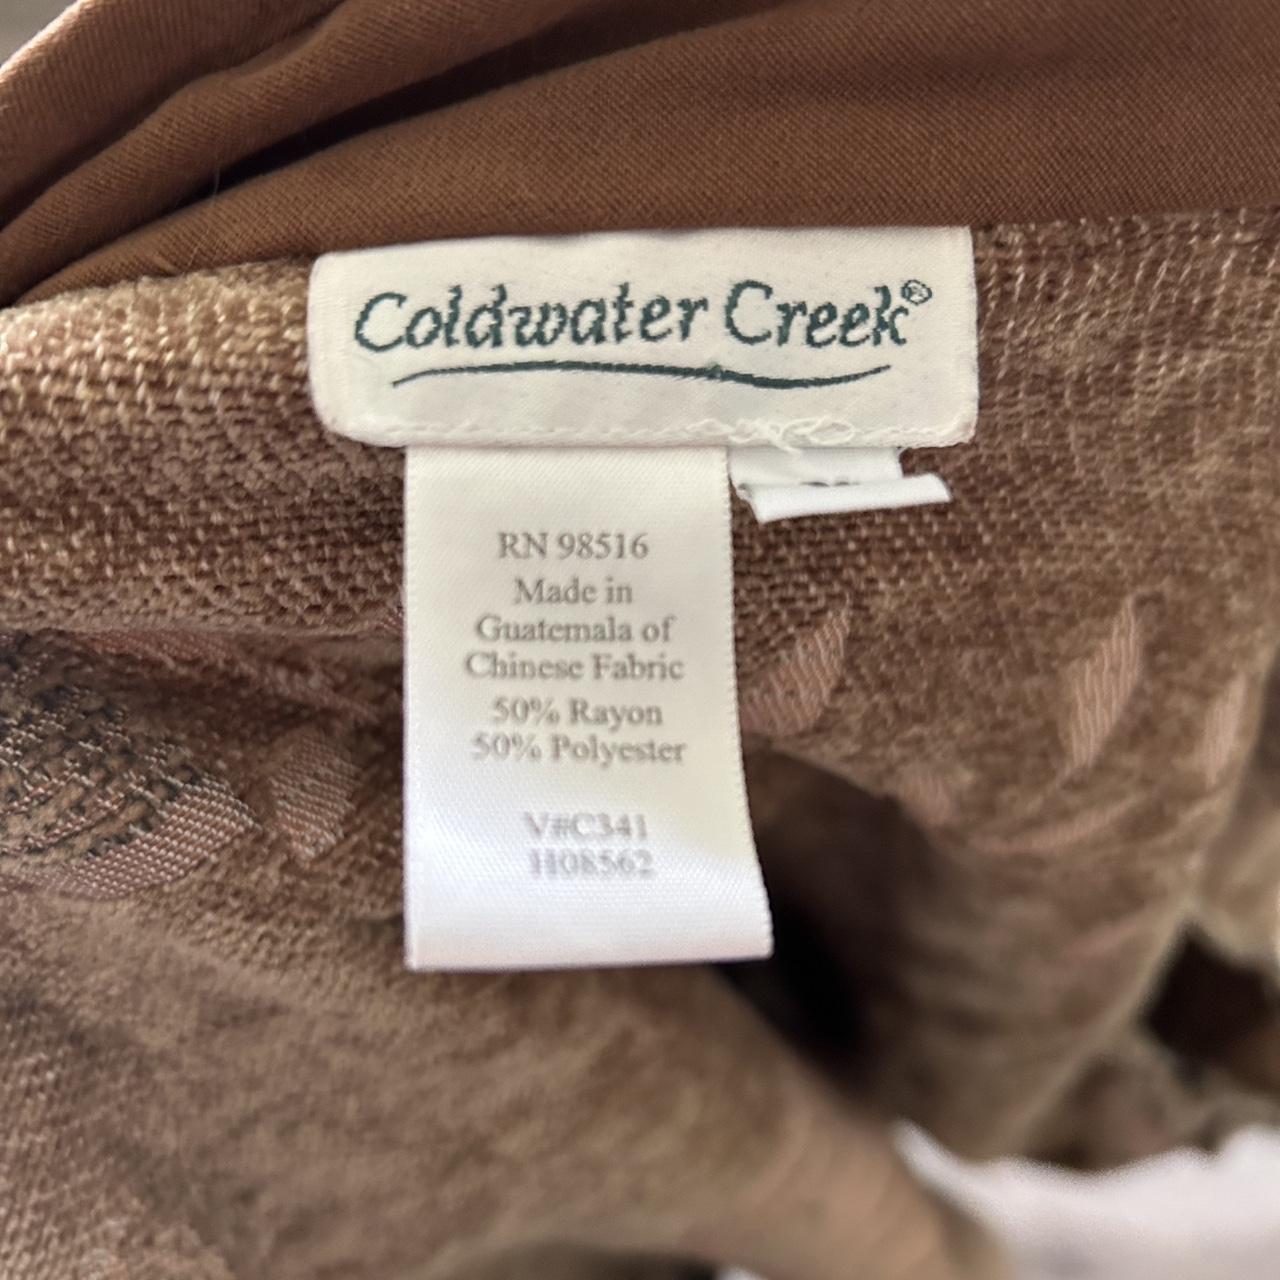 Coldwater Creek®
RN 98516
Made in
Guatemala of
Chinese Fabric
50% Rayon
50% Polyester
V#C341
H08562